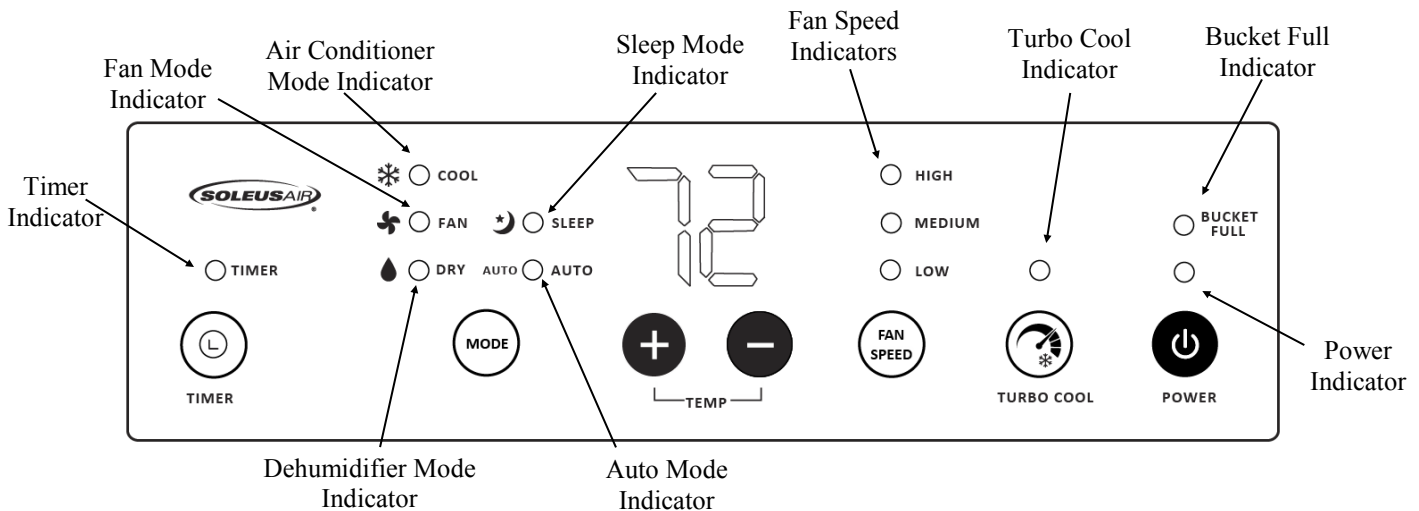 Fan Mode
Indicator
Air Conditioner
Mode Indicator
Sleep Mode
Indicator
Fan Speed
Indicators
Turbo Cool
Indicator
Bucket Full
Indicator
Timer
Indicator
SOLEUSAIR®
COOL
FAN
SLEEP
DRY
AUTO AUTO
TIMER
72
HIGH
MEDIUM
LOW
BUCKET
FULL
TIMER
MODE
TEMP
FAN
SPEED
TURBO COOL
POWER
Power
Indicator
Dehumidifier Mode
Indicator
Auto Mode
Indicator